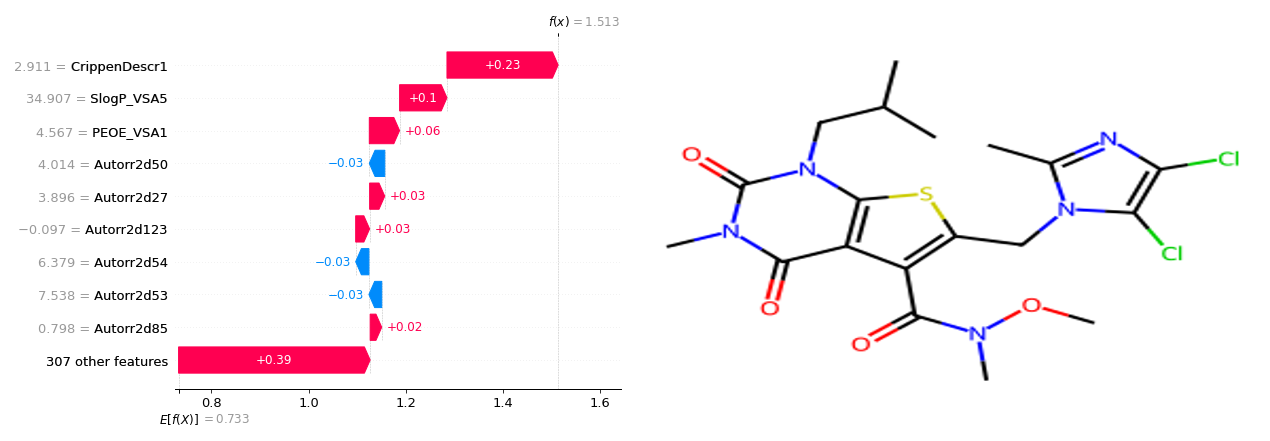 f(x) = 1.513
2.911 = CrippenDescr1
+0.23
34.907 = SlogP_VSA5
+0.1
4.567 = PEOE_VSA1
+0.06
4.014 = Autorr2d50
−0.03
3.896 = Autorr2d27
+0.03
−0.097 = Autorr2d123
+0.03
6.379 = Autorr2d54
−0.03
7.538 = Autorr2d53
−0.03
0.798 = Autorr2d85
+0.02
307 other features
+0.39
0.8 1.0 1.2 1.4 1.6
E[f(X)] = 0.733
N
Cl
O
N
S
N
N
Cl
O
O
N
O